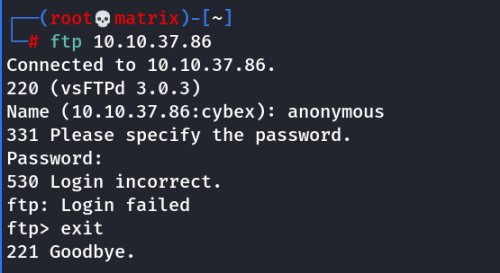 ┌──(root💀matrix)-[~]
└─# ftp 10.10.37.86
Connected to 10.10.37.86.
220 (vsFTPd 3.0.3)
Name (10.10.37.86:cybex): anonymous
331 Please specify the password.
Password:
530 Login incorrect.
ftp: Login failed
ftp> exit
221 Goodbye.